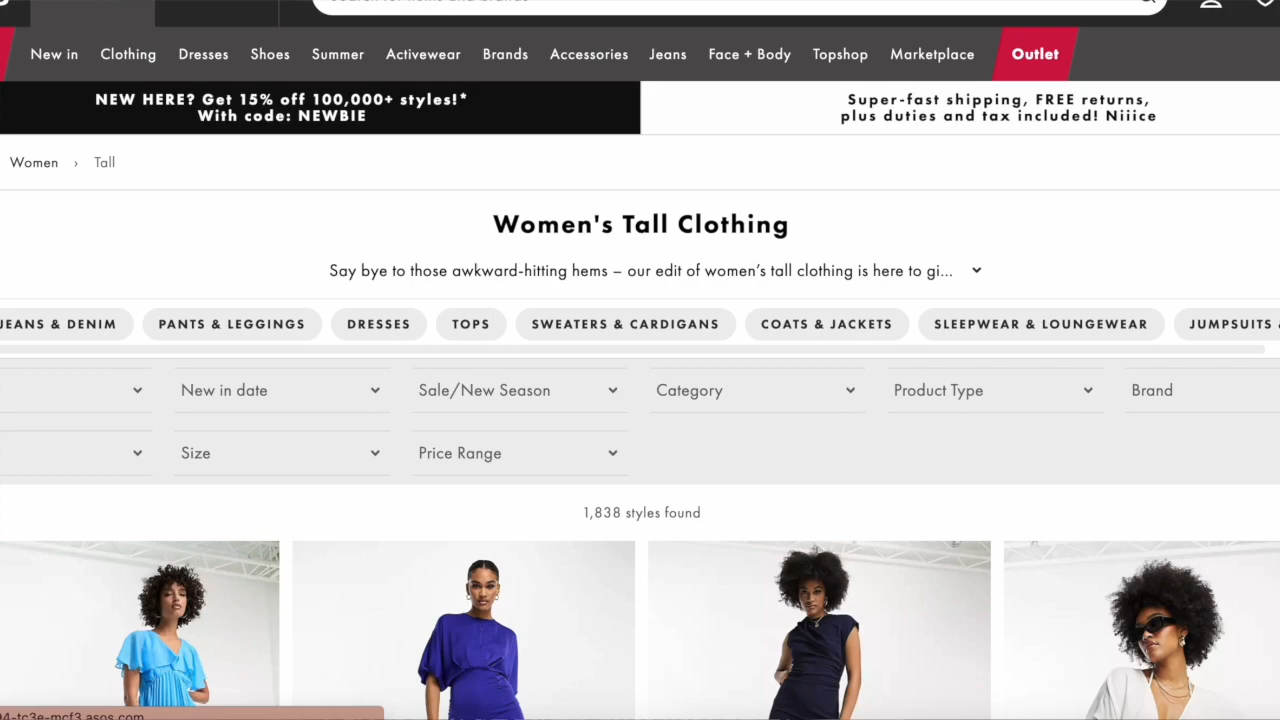 New in Clothing Dresses Shoes Summer Activewear Brands Accessories Jeans Face + Body Topshop Marketplace Outlet
NEW HERE? Get 15% off 100,000+ styles!*
With code: NEWBIE
Super-fast shipping, FREE returns,
plus duties and tax included! Niiice
Women › Tall
Women's Tall Clothing
Say bye to those awkward-hitting hems – our edit of women’s tall clothing is here to gi...
JEANS & DENIM PANTS & LEGGINGS DRESSES TOPS SWEATERS & CARDIGANS COATS & JACKETS SLEEPWEAR & LOUNGEWEAR JUMPSUITS &
New in date Sale/New Season Category Product Type Brand
Size Price Range
1,838 styles found